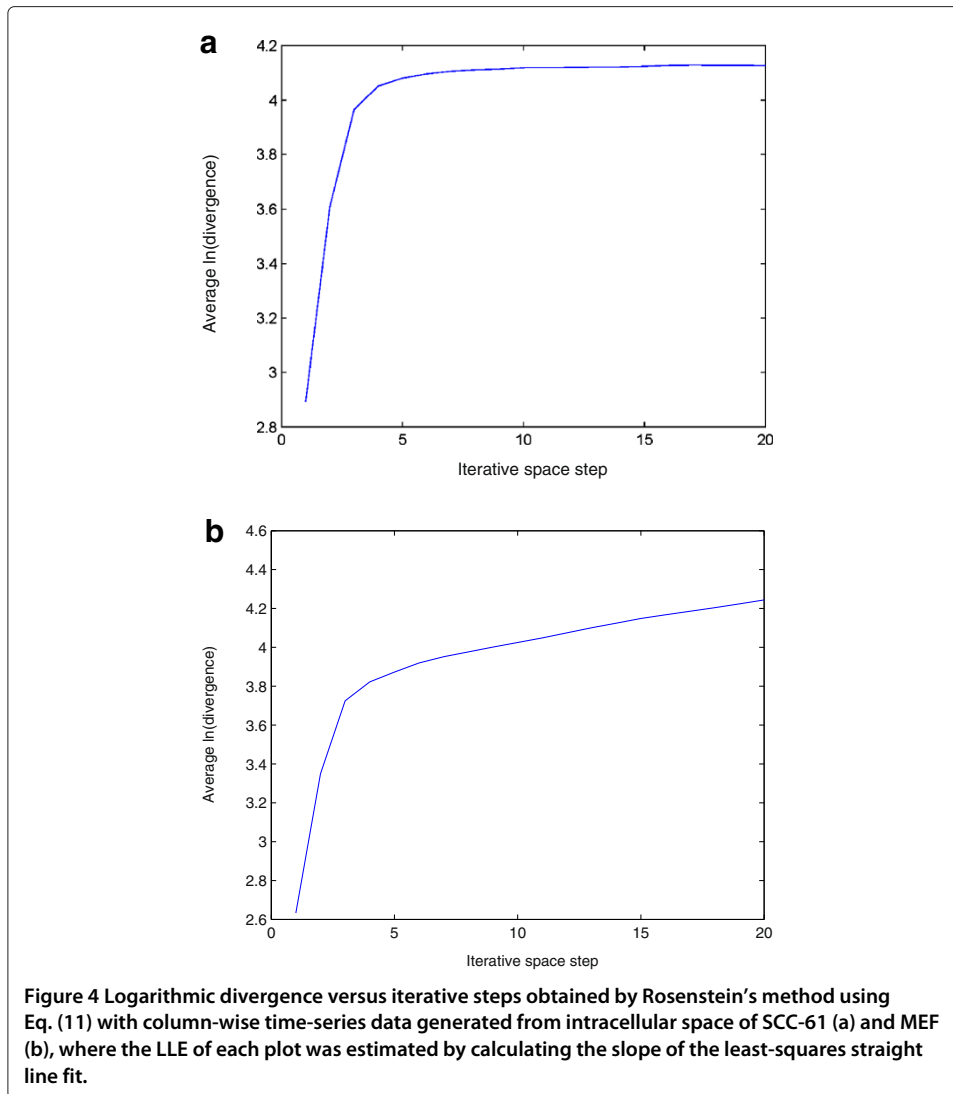 a
4.2
4
3.8
3.6
3.4
3.2
3
2.8
Average ln(divergence)
0
5
10
15
20
Iterative space step
b
4.6
4.4
4.2
4
3.8
3.6
3.4
3.2
3
2.8
2.6
Average ln(divergence)
0
5
10
15
20
Iterative space step
Figure 4 Logarithmic divergence versus iterative steps obtained by Rosenstein's method using
Eq. (11) with column-wise time-series data generated from intracellular space of SCC-61 (a) and MEF
(b), where the LLE of each plot was estimated by calculating the slope of the least-squares straight
line fit.